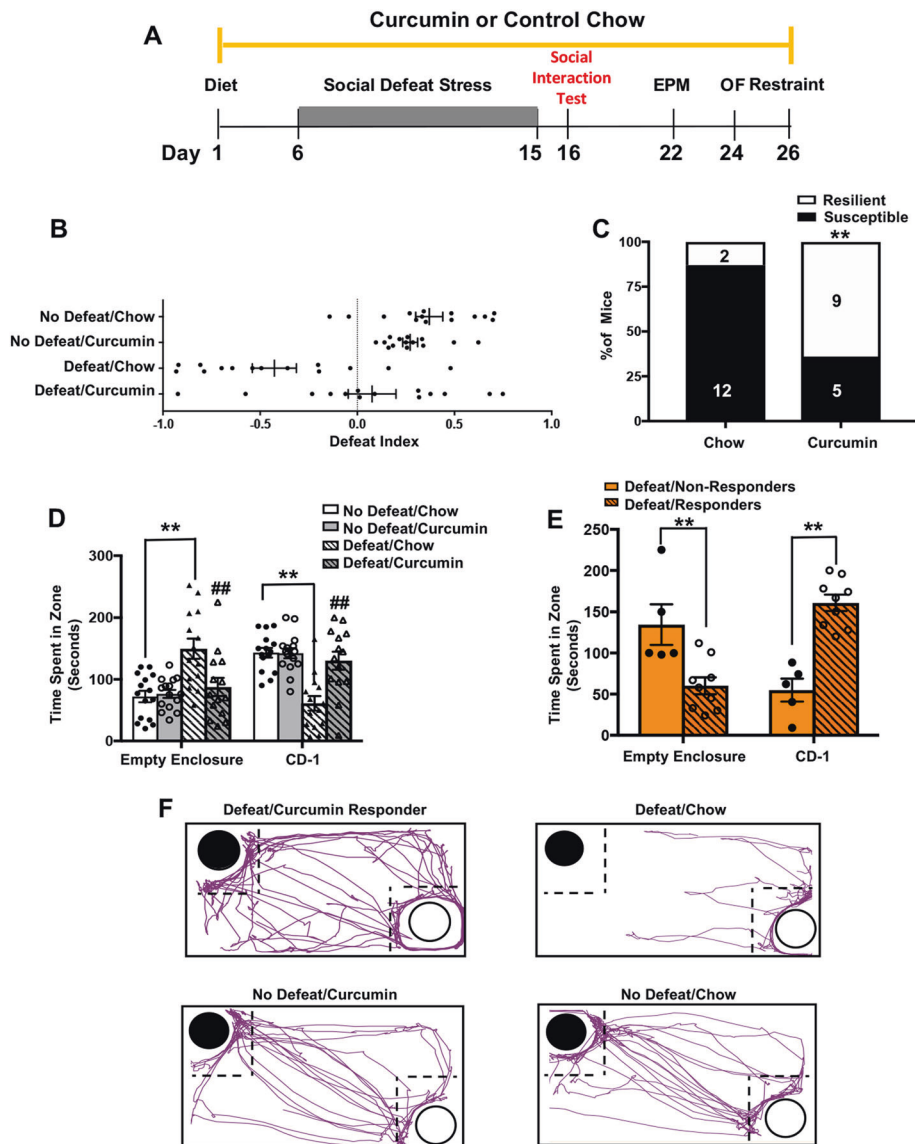 Curcumin or Control Chow
A
Social
Interaction
Test
Diet
Social Defeat Stress
EPM
OF
Restraint
Day
1
6
15
16
22
24
26
B
No Defeat/Chow
No Defeat/Curcumin
Defeat/Chow
Defeat/Curcumin
-1.0
-0.5
0.0
0.5
1.0
Defeat Index
C
Resilient
Susceptible
**
%of Mice
100
75
50
25
0
2
12
9
5
Chow
Curcumin
D
No Defeat/Chow
No Defeat/Curcumin
Defeat/Chow
Defeat/Curcumin
Time Spent in Zone
(Seconds)
300
200
100
0
**
##
**
##
Empty Enclosure
CD-1
E
Defeat/Non-Responders
Defeat/Responders
Time Spent in Zone
(Seconds)
250
200
150
100
50
0
**
**
Empty Enclosure
CD-1
F
Defeat/Curcumin Responder
Defeat/Chow
No Defeat/Curcumin
No Defeat/Chow